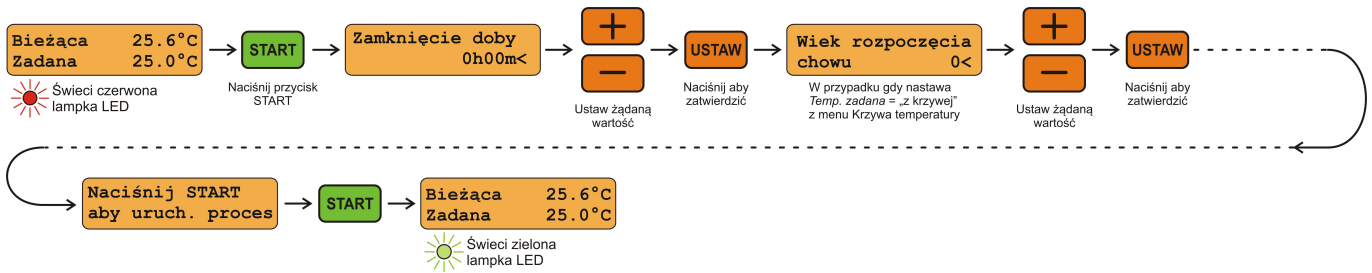 Bieżąca 25.6°C
Zadana 25.0°C
Świeci czerwona
lampka LED
START
Naciśnij przycisk
START
Zamknięcie doby
0h00m<
+
−
Ustaw żądaną
wartość
USTAW
Naciśnij aby
zatwierdzić
Wiek rozpoczęcia
chowu 0<
W przypadku gdy nastawa
Temp. zadana = „z krzywej”
z menu Krzywa temperatury
+
−
Ustaw żądaną
wartość
USTAW
Naciśnij aby
zatwierdzić
Naciśnij START
aby uruch. proces
START
Bieżąca 25.6°C
Zadana 25.0°C
Świeci zielona
lampka LED